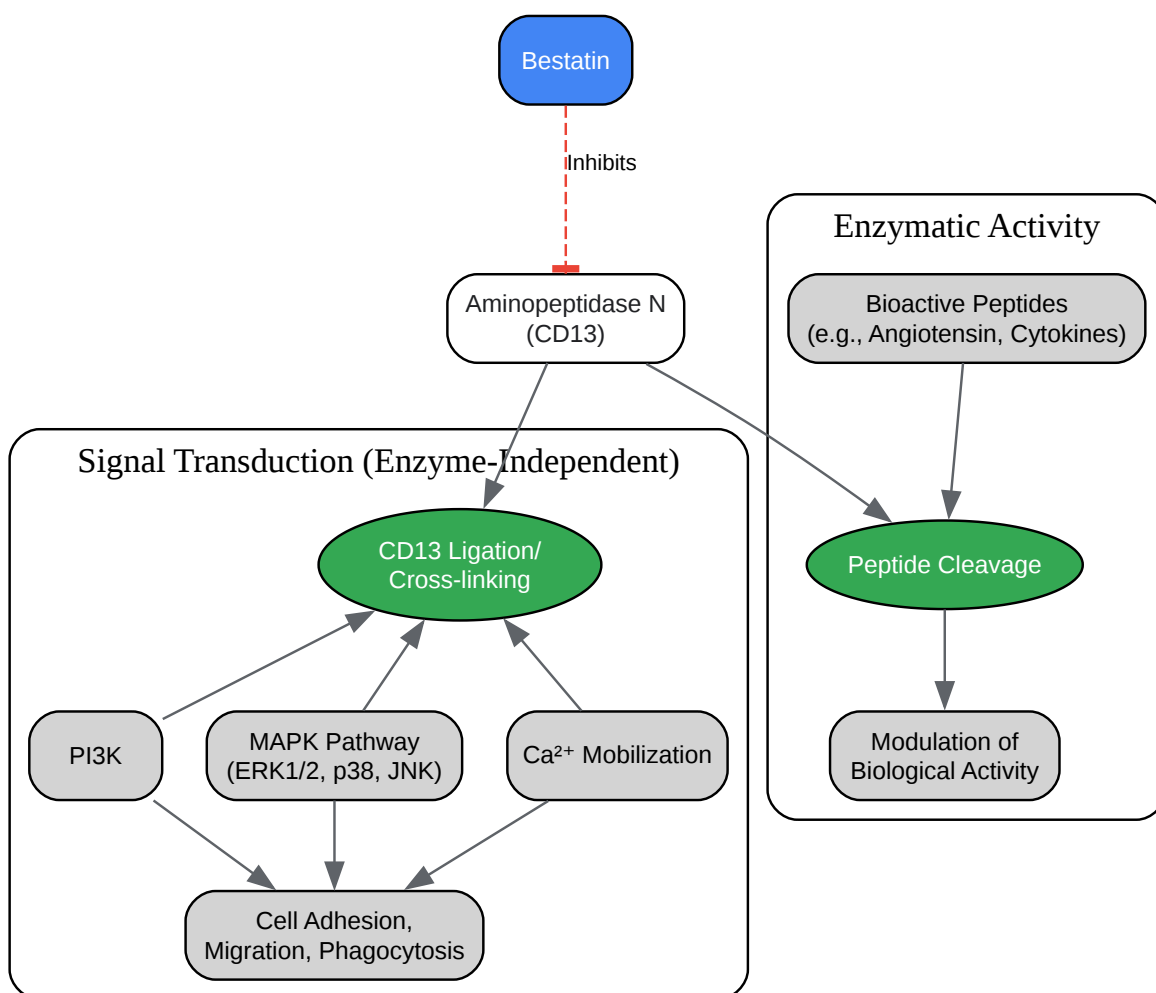 Bestatin
Inhibits
Enzymatic Activity
Aminopeptidase N
(CD13)
Bioactive Peptides
(e.g., Angiotensin, Cytokines)
Signal Transduction (Enzyme-Independent)
CD13 Ligation/
Cross-linking
Peptide Cleavage
PI3K
MAPK Pathway
(ERK1/2, p38, JNK)
Ca²⁺ Mobilization
Modulation of
Biological Activity
Cell Adhesion,
Migration, Phagocytosis